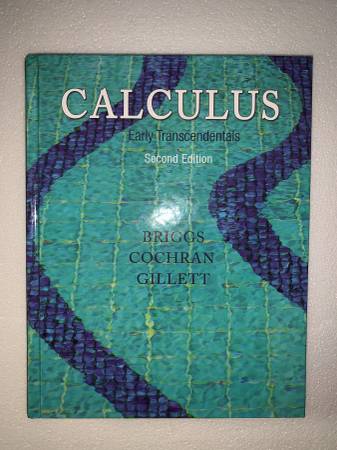 CALCULUS
Early Transcendentals
Second Edition
BRIGGS
COCHRAN
GILLETT